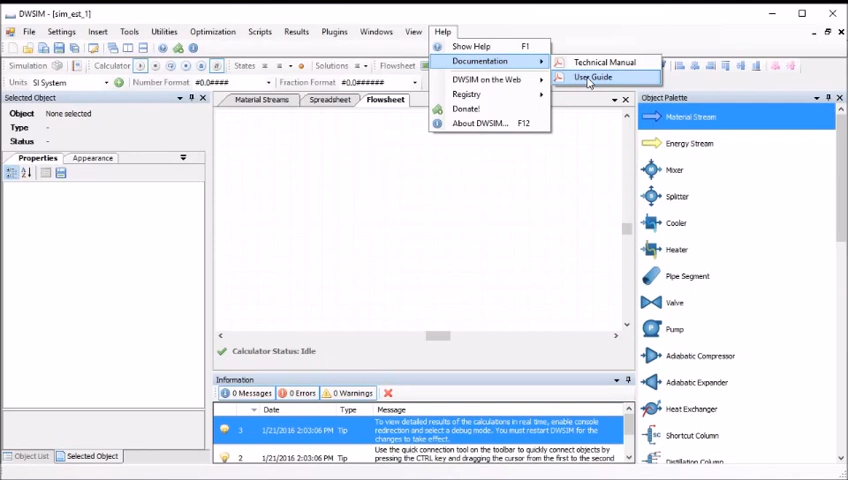 DWSIM - [sim_est_1]
File Settings Insert Tools Utilities Optimization Scripts Results Plugins Windows View Help
Show Help F1
Documentation
Technical Manual
User Guide
DWSIM on the Web
Registry
Donate!
About DWSIM... F12
Simulation Calculator States Solutions Flowsheet
Units SI System Number Format #,0.#### Fraction Format #,0.####
Selected Object
Material Streams Spreadsheet Flowsheet
Object Palette
Object None selected
Type -
Status -
Properties Appearance
Material Stream
Energy Stream
Mixer
Splitter
Cooler
Heater
Pipe Segment
Valve
Pump
Adiabatic Compressor
Adiabatic Expander
Heat Exchanger
Shortcut Column
Distillation Column
Calculator Status: Idle
Information
0 Messages 0 Errors 0 Warnings
Date Type Message
3 1/21/2016 2:03:06 PM Tip To view detailed results of the calculations in real time, enable console
redirection and select a debug mode. You must restart DWSIM for the
changes to take effect.
2 1/21/2016 2:03:06 PM Tip Use the quick connection tool on the toolbar to quickly connect objects by
pressing the CTRL key and dragging the cursor from the first to the second
Object List Selected Object